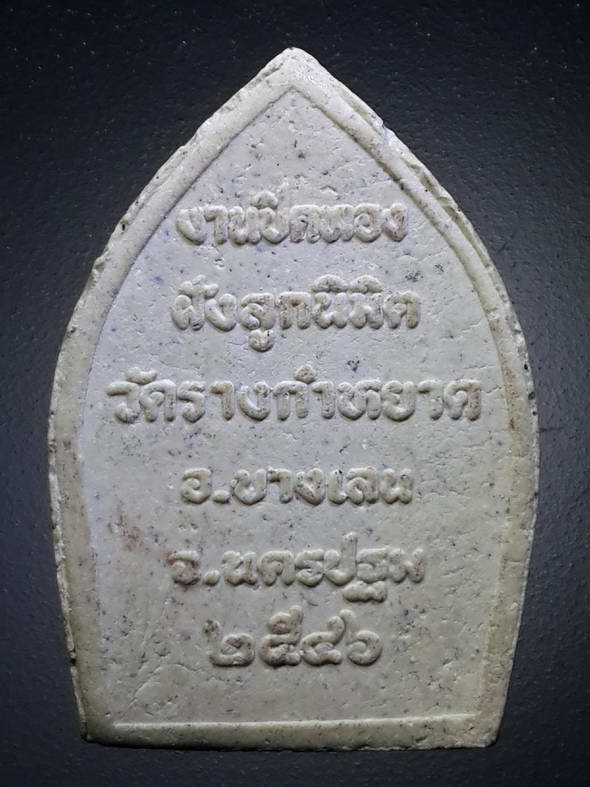 งานปิดทอง
ฝังลูกนิมิต
วัดรางกำหยาด
อ.บางเลน
จ.นครปฐม
๒๕๔๖